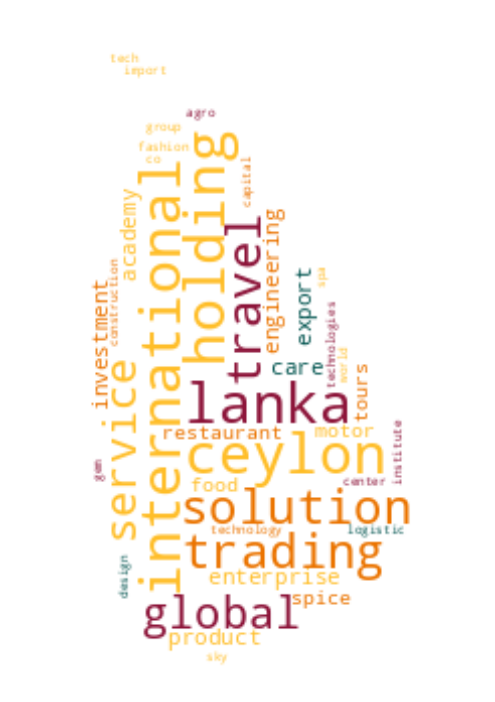 tech
import
agro
group
fashion
co
capital
holding
international
academy
travel
engineering
construction
investment
export
spa
technologies
care
world
tours
service
lanka
restaurant
motor
institute
ceylon
gem
food
center
solution
technology
logistic
trading
design
enterprise
spice
global
product
sky